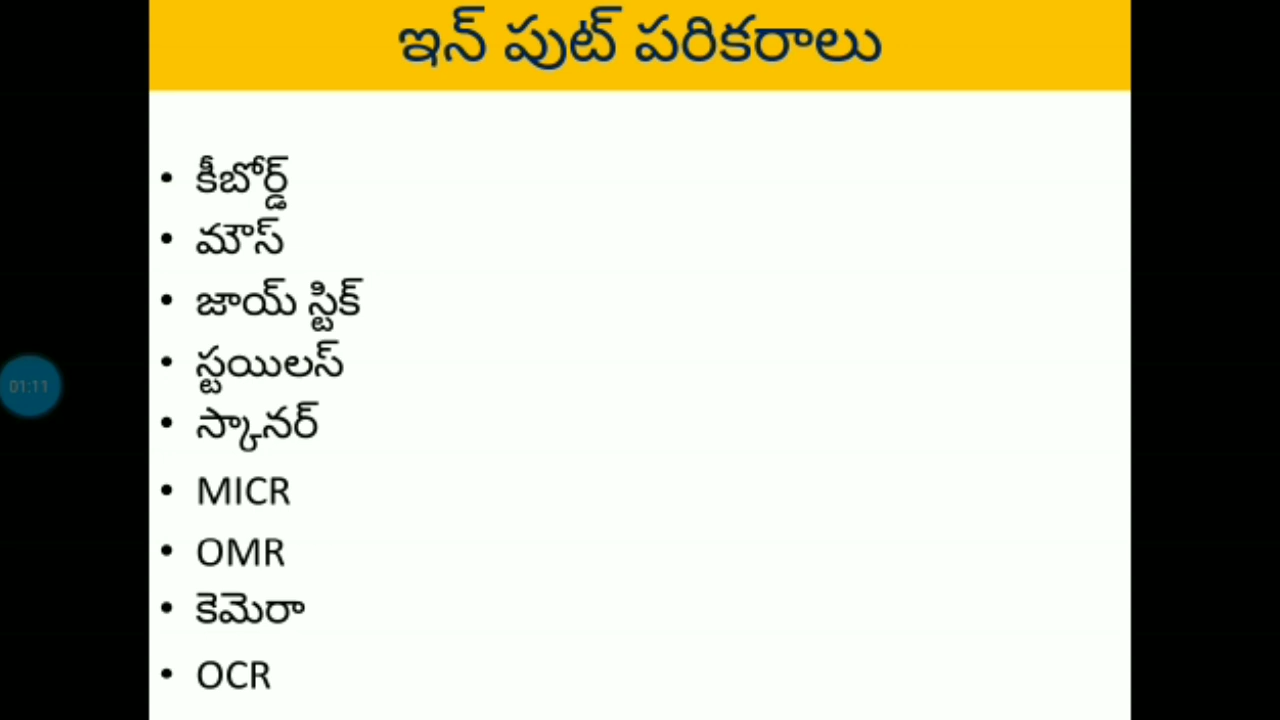 ఇన్ పుట్ పరికరాలు
• కీబోర్డ్
• మౌస్
• జాయ్ స్టిక్
• స్టయిలస్
• స్కానర్
• MICR
• OMR
• కెమెరా
• OCR
01:11